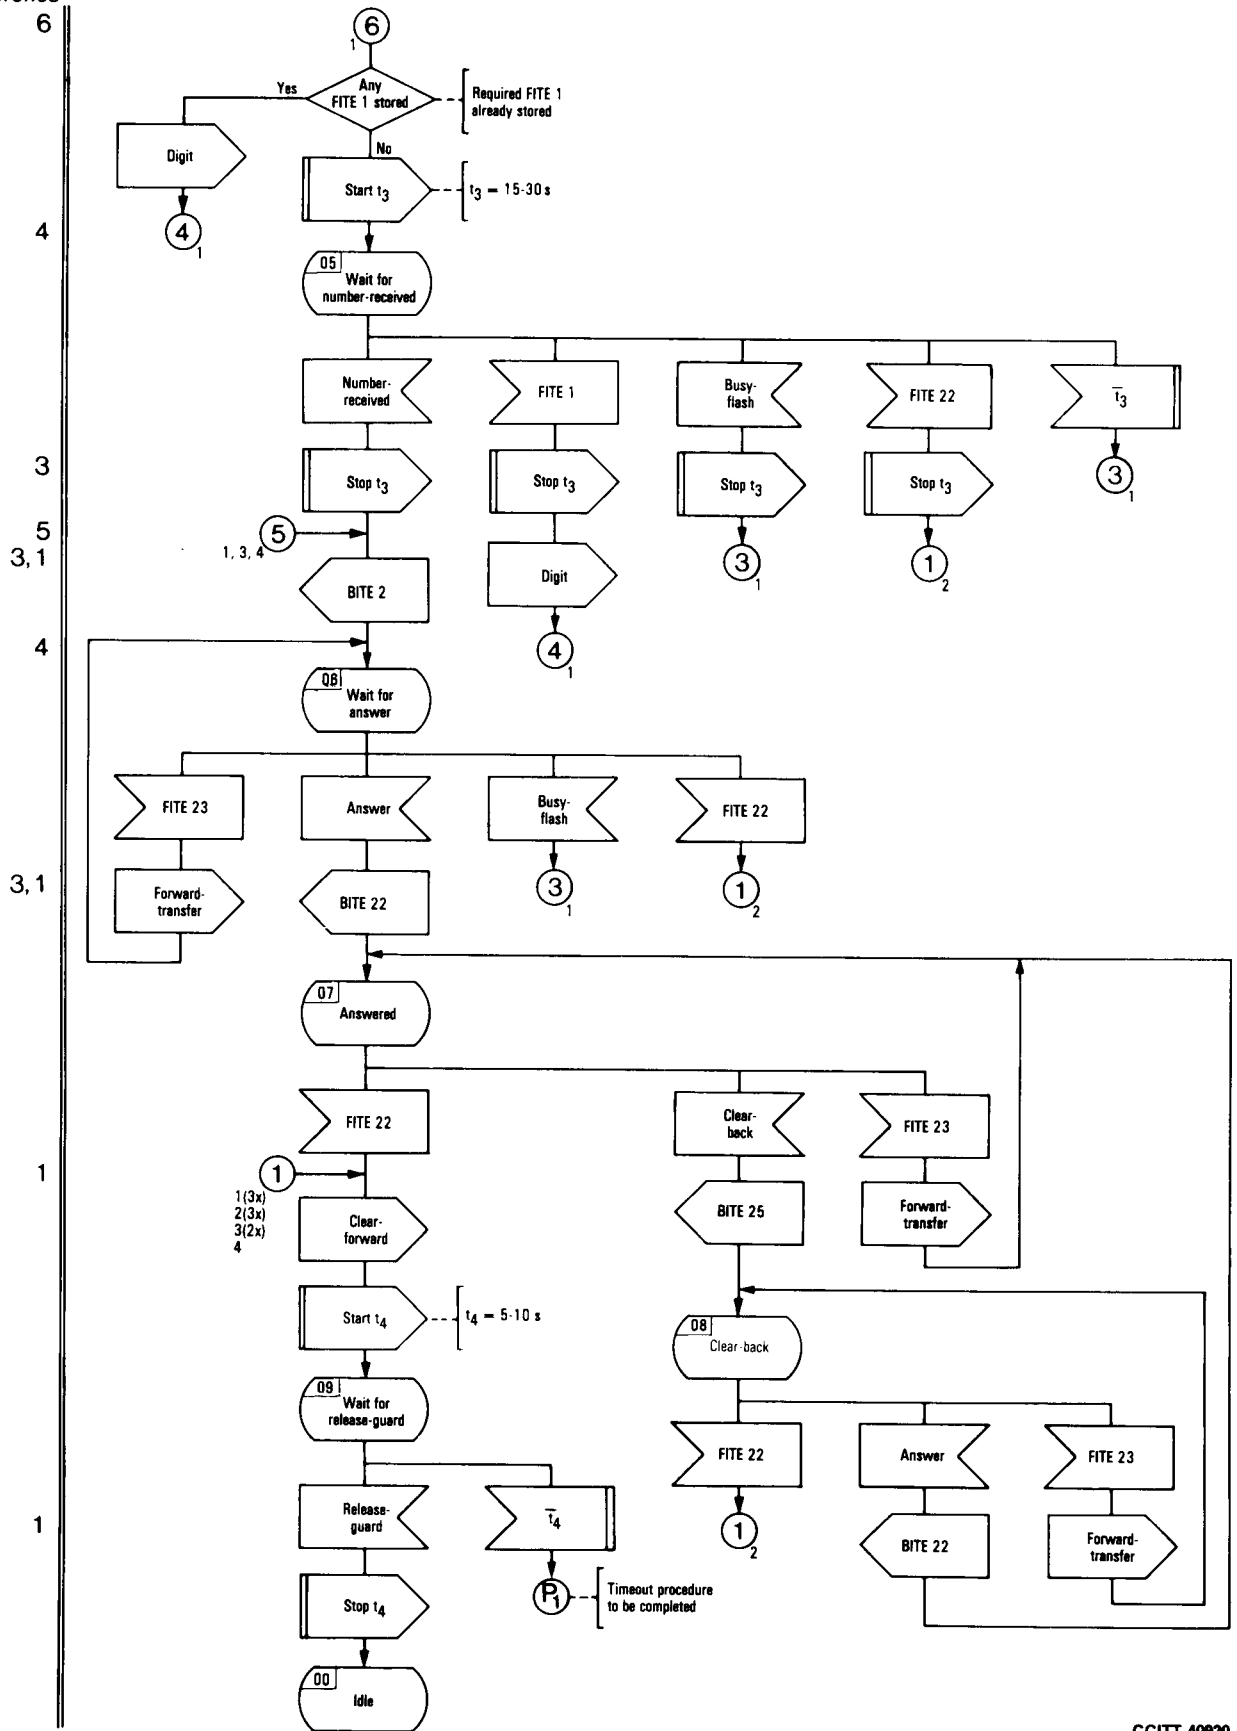 6
6
1
Yes
Any
FITE 1 stored
Required FITE 1
already stored
Digit
No
Start t3
t3 = 15-30 s
4
4
1
05
Wait for
number-received
Number-
received
FITE 1
Busy-
flash
FITE 22
t3
3
Stop t3
Stop t3
Stop t3
Stop t3
3
1
5
5
1, 3, 4
3, 1
BITE 2
Digit
3
1
1
2
4
4
1
06
Wait for
answer
FITE 23
Answer
Busy-
flash
FITE 22
3, 1
Forward-
transfer
BITE 22
3
1
1
2
07
Answered
FITE 22
Clear-
back
FITE 23
1
1
1(3x)
2(3x)
3(2x)
4
Clear-
forward
BITE 25
Forward-
transfer
Start t4
t4 = 5-10 s
08
Clear-back
09
Wait for
release-guard
FITE 22
Answer
FITE 23
1
Release-
guard
t4
1
2
BITE 22
Forward-
transfer
Stop t4
P1
Timeout procedure
to be completed
00
Idle